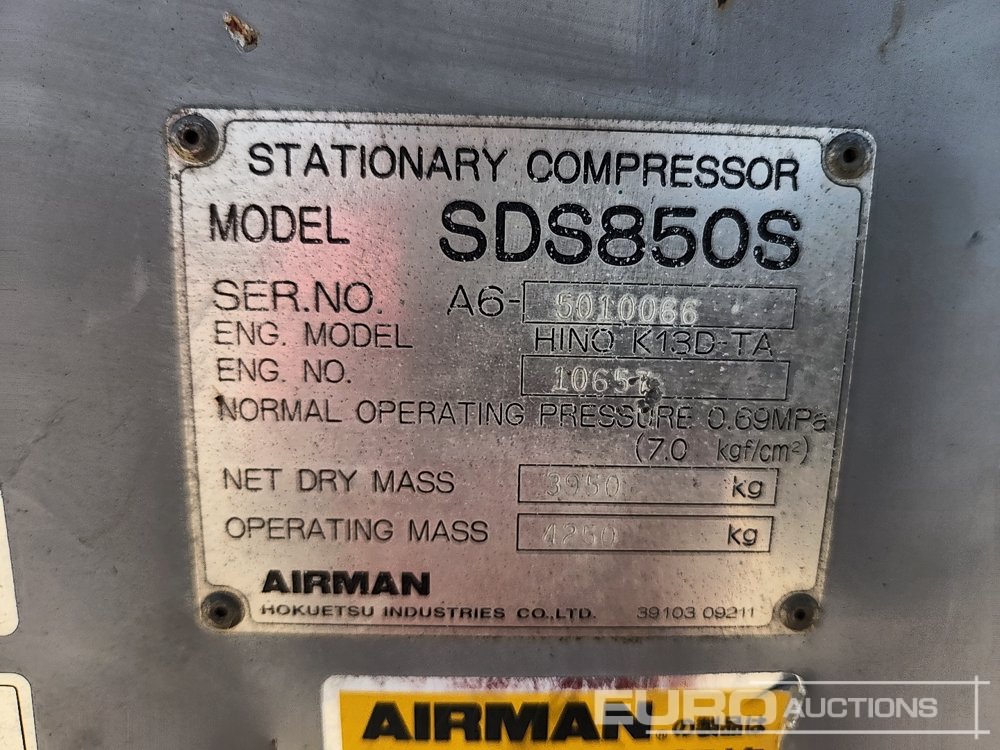 STATIONARY COMPRESSOR
MODEL SDS850S
SER.NO. A6- 5010066
ENG. MODEL HINO K13D-TA
ENG. NO. 10657
NORMAL OPERATING PRESSURE 0.69MPa
(7.0 kgf/cm²)
NET DRY MASS 3950 kg
OPERATING MASS 4250 kg
AIRMAN
HOKUETSU INDUSTRIES CO.,LTD. 39103 09211
AIRMAN®
EURO AUCTIONS